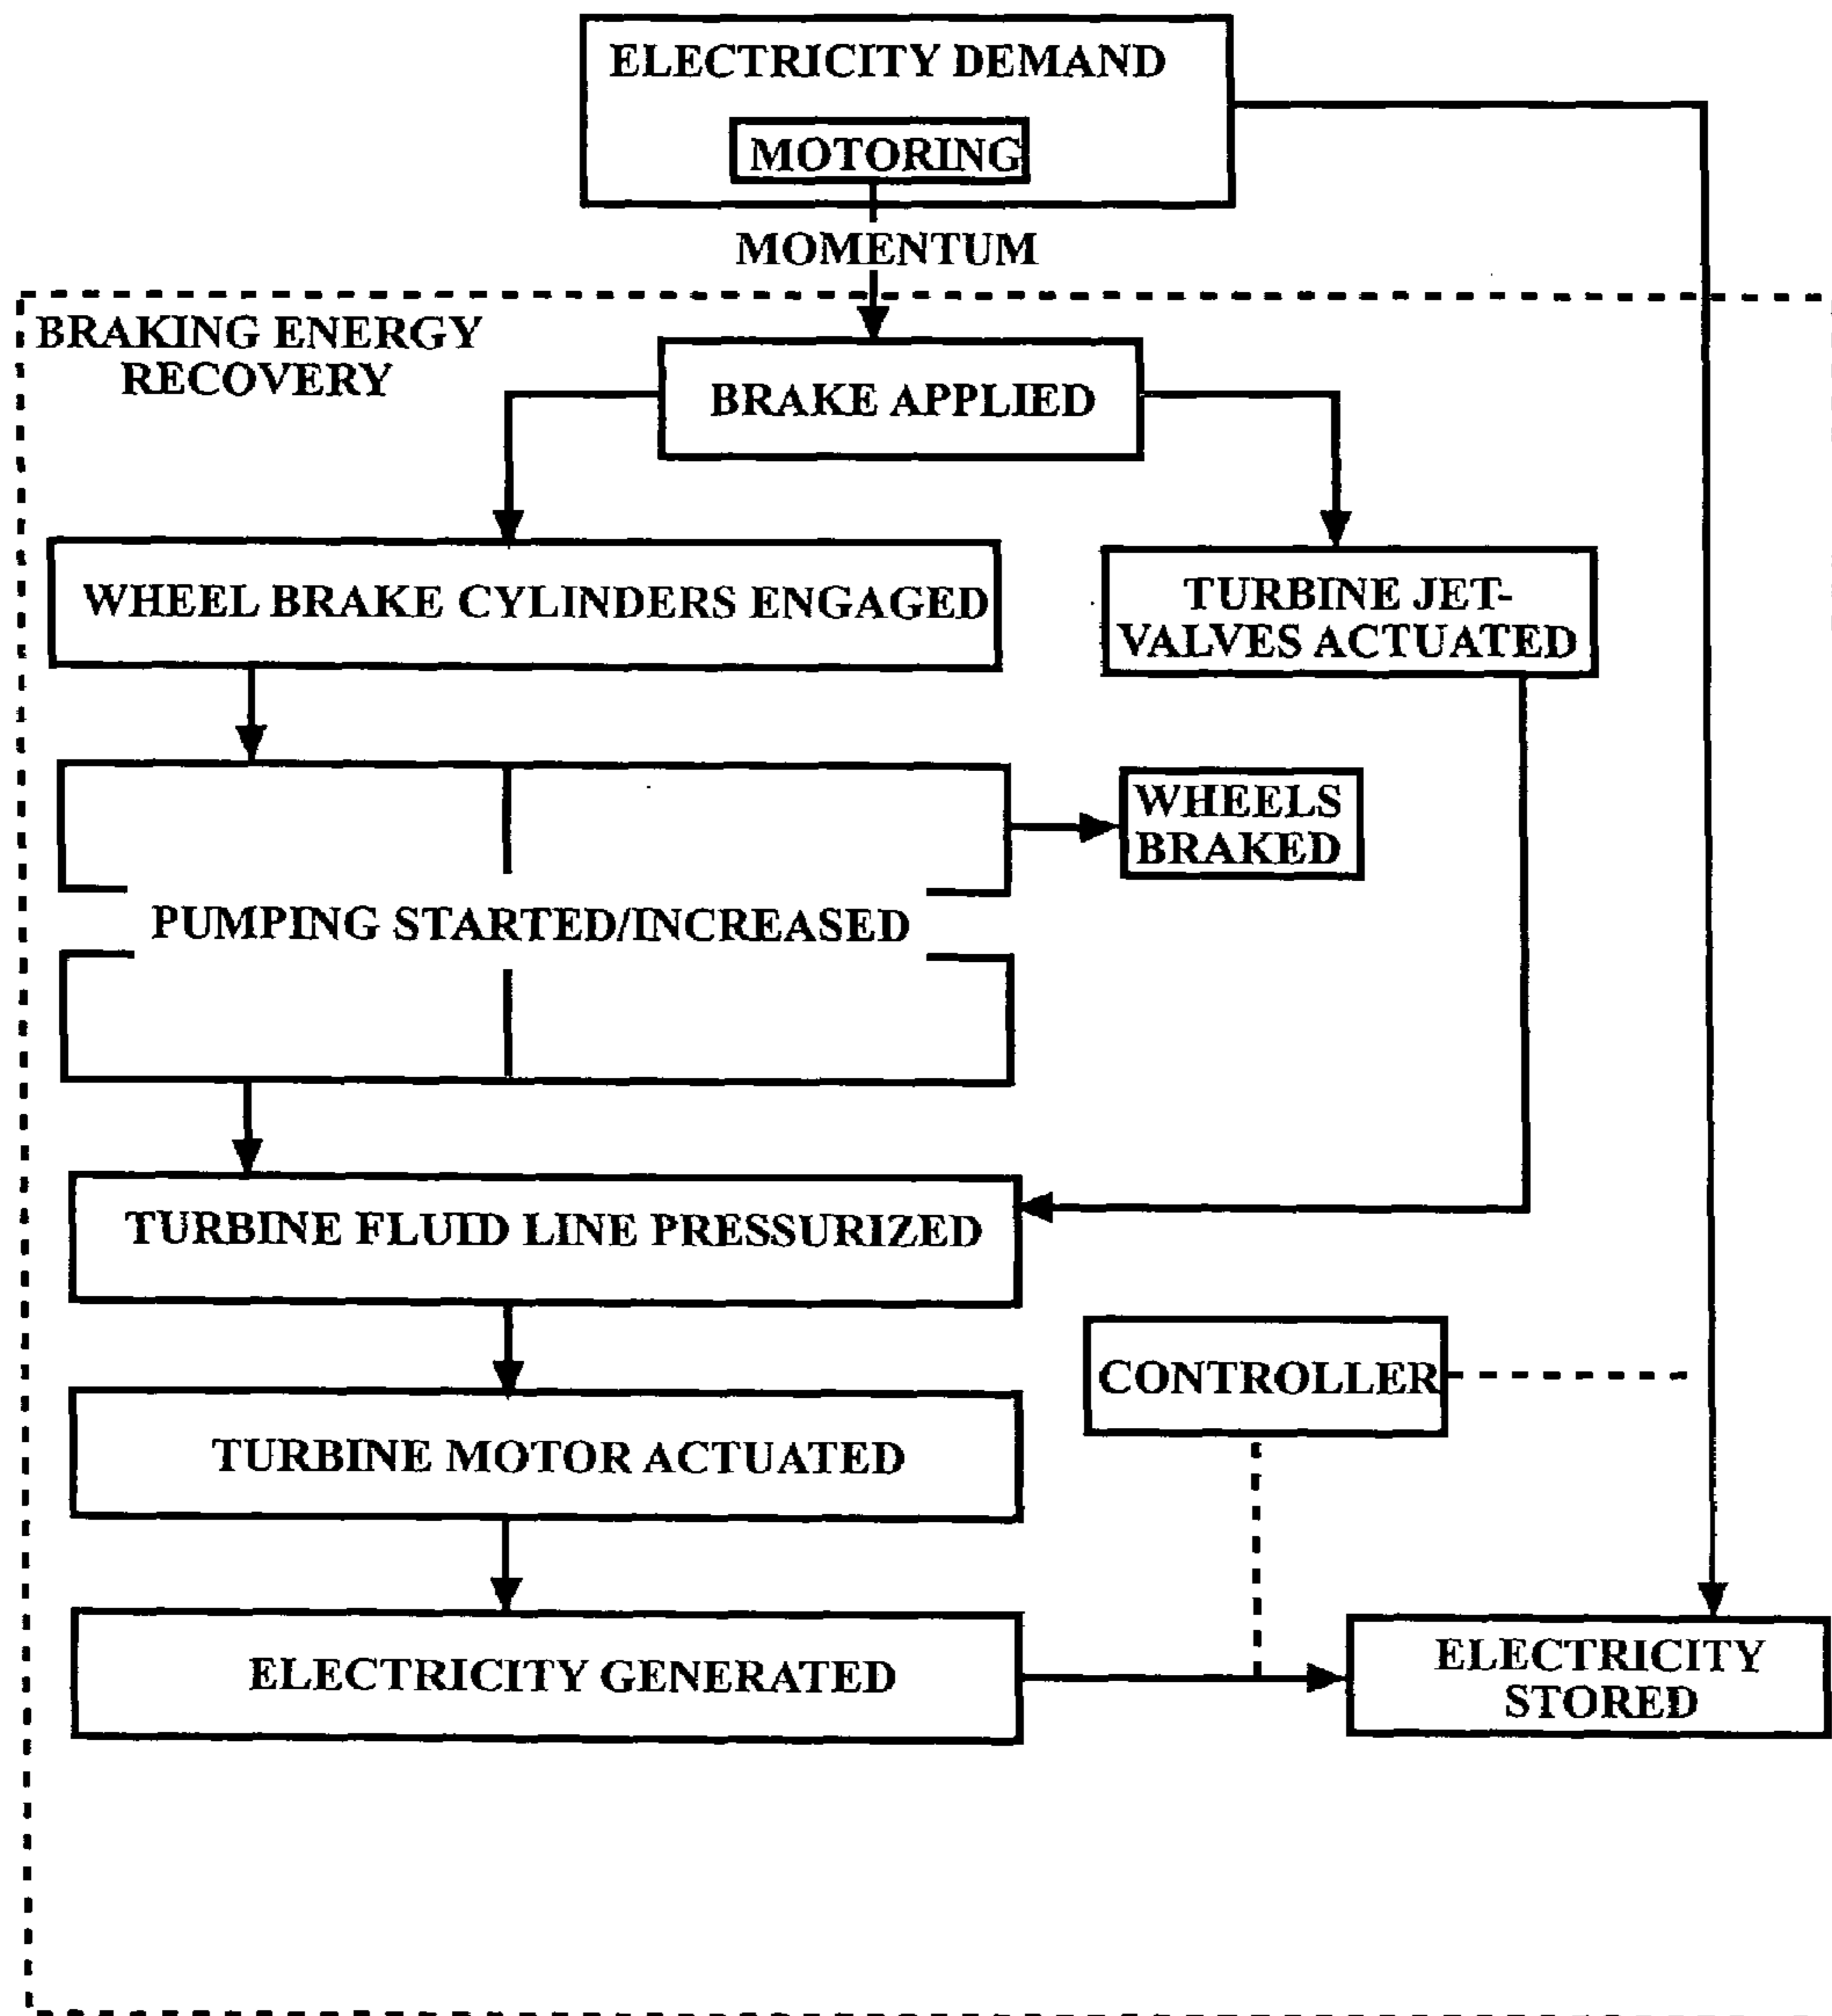 ELECTRICITY DEMAND
MOTORING
MOMENTUM
BRAKING ENERGY
RECOVERY
BRAKE APPLIED
WHEEL BRAKE CYLINDERS ENGAGED
TURBINE JET-
VALVES ACTUATED
WHEELS
BRAKED
PUMPING STARTED/INCREASED
TURBINE FLUID LINE PRESSURIZED
CONTROLLER
TURBINE MOTOR ACTUATED
ELECTRICITY GENERATED
ELECTRICITY
STORED